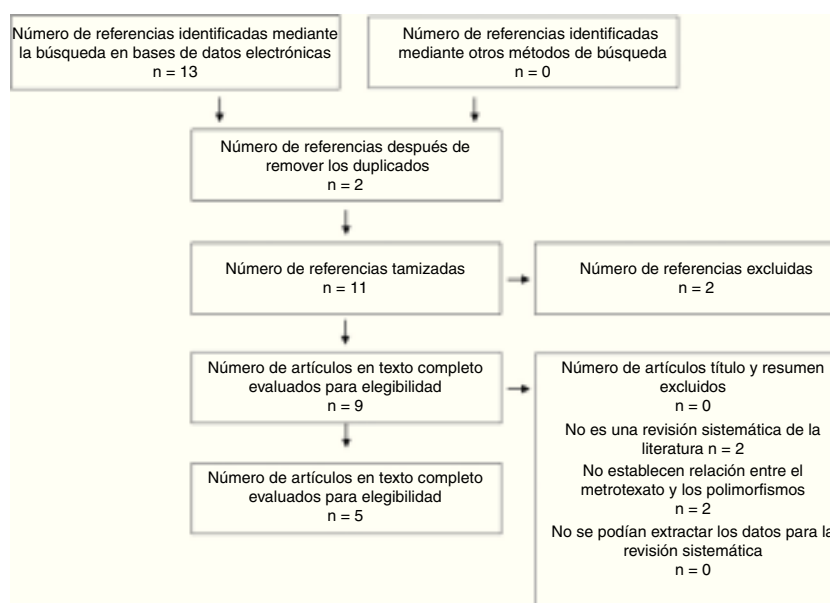 Número de referencias identificadas mediante
la búsqueda en bases de datos electrónicas
n = 13
Número de referencias identificadas
mediante otros métodos de búsqueda
n = 0
Número de referencias después de
remover los duplicados
n = 2
Número de referencias tamizadas
n = 11
Número de referencias excluidas
n = 2
Número de artículos en texto completo
evaluados para elegibilidad
n = 9
Número de artículos título y resumen
excluidos
n = 0
No es una revisión sistemática de la
literatura n = 2
No establecen relación entre el
metrotexato y los polimorfismos
n = 2
No se podían extractar los datos para la
revisión sistemática
n = 0
Número de artículos en texto completo
evaluados para elegibilidad
n = 5